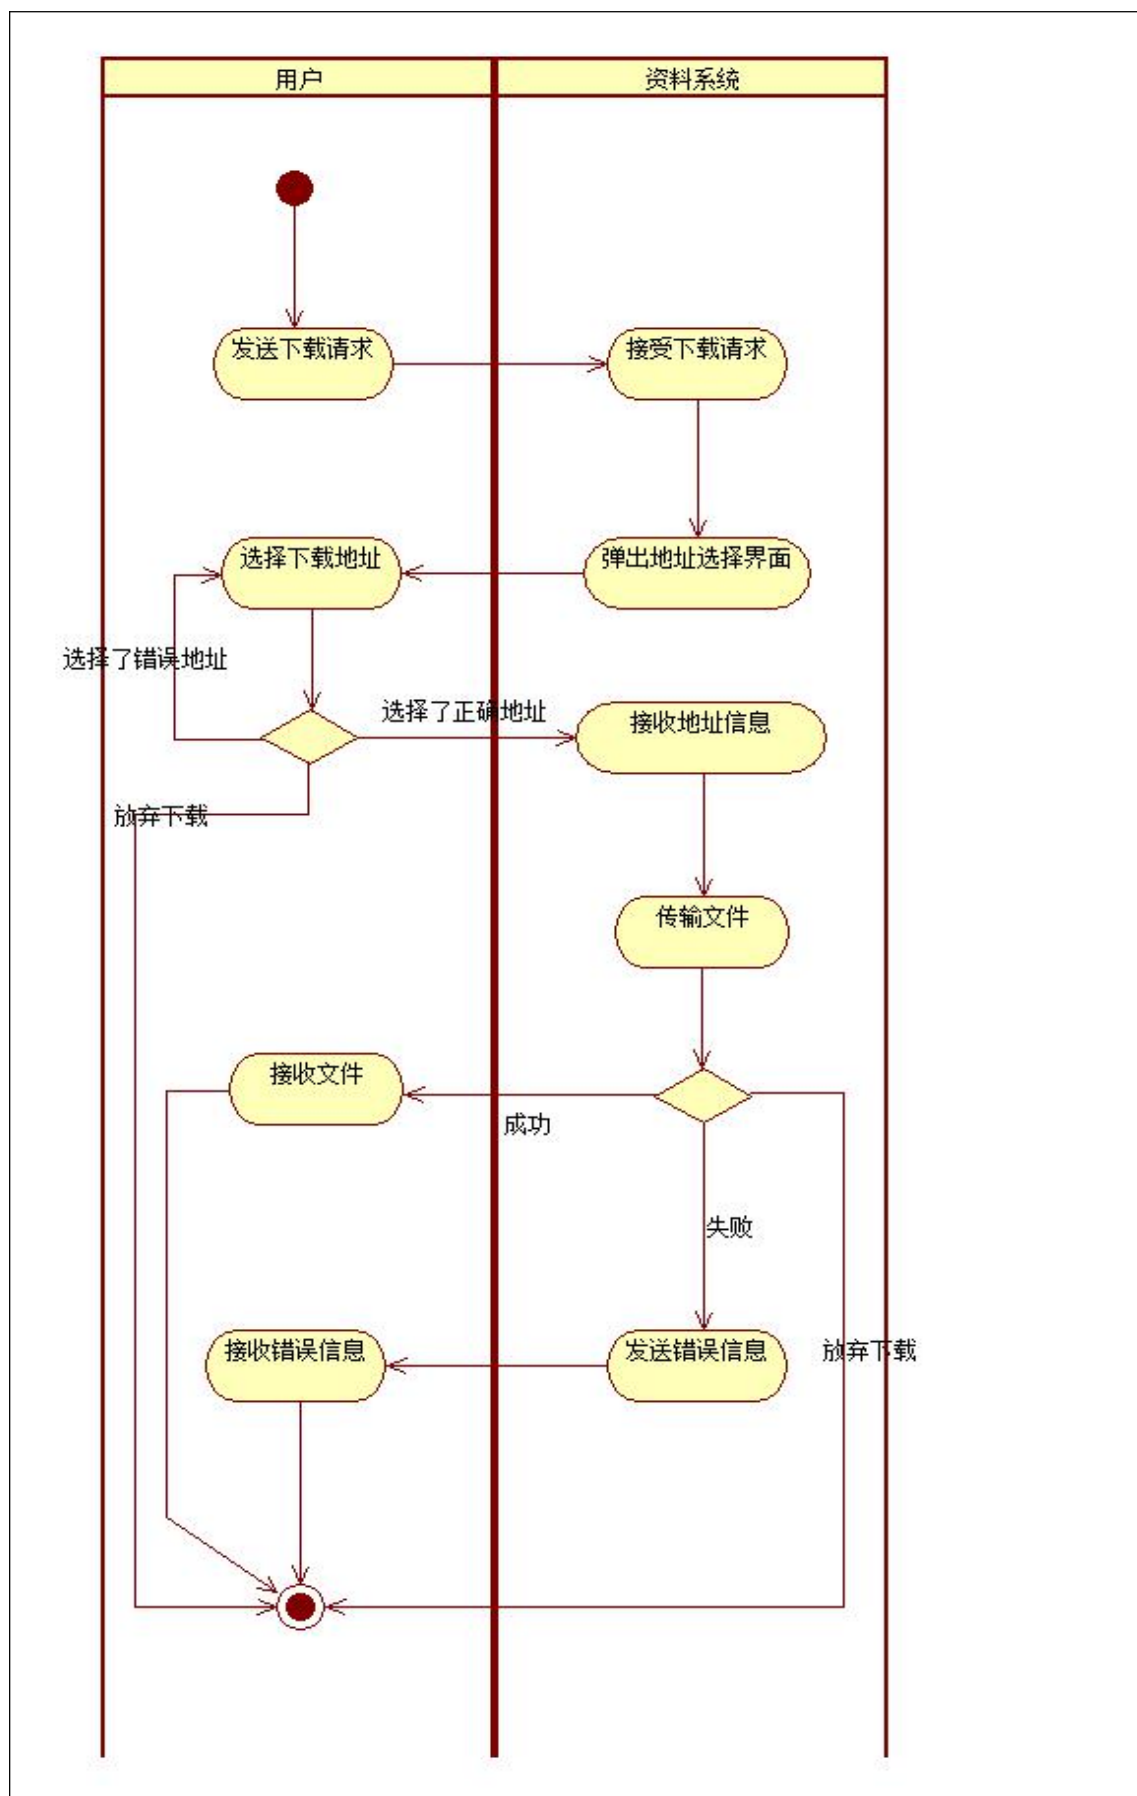 用户
资料系统
发送下载请求
接受下载请求
选择下载地址
弹出地址选择界面
选择了错误地址
选择了正确地址
接收地址信息
放弃下载
传输文件
接收文件
成功
失败
接收错误信息
发送错误信息
放弃下载